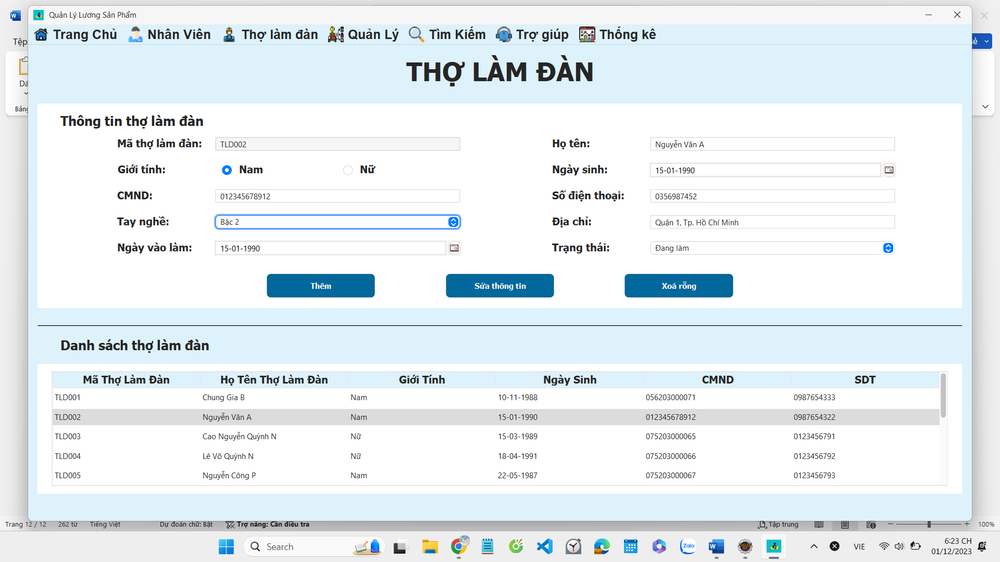 Quản Lý Lương Sản Phẩm
Tệp
Trang Chủ Nhân Viên Thợ làm đàn Quản Lý Tìm Kiếm Trợ giúp Thống kê
THỢ LÀM ĐÀN
Bảng
Thông tin thợ làm đàn
Mã thợ làm đàn: TLD002 Họ tên: Nguyễn Văn A
Giới tính: Nam Nữ Ngày sinh: 15-01-1990
CMND: 012345678912 Số điện thoại: 0356987452
Tay nghề: Bậc 2 Địa chỉ: Quận 1, Tp. Hồ Chí Minh
Ngày vào làm: 15-01-1990 Trạng thái: Đang làm
Thêm Sửa thông tin Xoá rỗng
Danh sách thợ làm đàn
Mã Thợ Làm Đàn Họ Tên Thợ Làm Đàn Giới Tính Ngày Sinh CMND SDT
TLD001 Chung Gia B Nam 10-11-1988 056203000071 0987654333
TLD002 Nguyễn Văn A Nam 15-01-1990 012345678912 0987654322
TLD003 Cao Nguyễn Quỳnh N Nữ 15-03-1989 075203000065 0123456791
TLD004 Lê Võ Quỳnh N Nữ 18-04-1991 075203000066 0123456792
TLD005 Nguyễn Công P Nam 22-05-1987 075203000067 0123456793
Trang 12 / 12 262 từ Tiếng Việt Dự đoán chữ: Bật Trợ năng: Cần điều tra Tập trung 100%
Search Zalo VIE 6:23 CH
01/12/2023